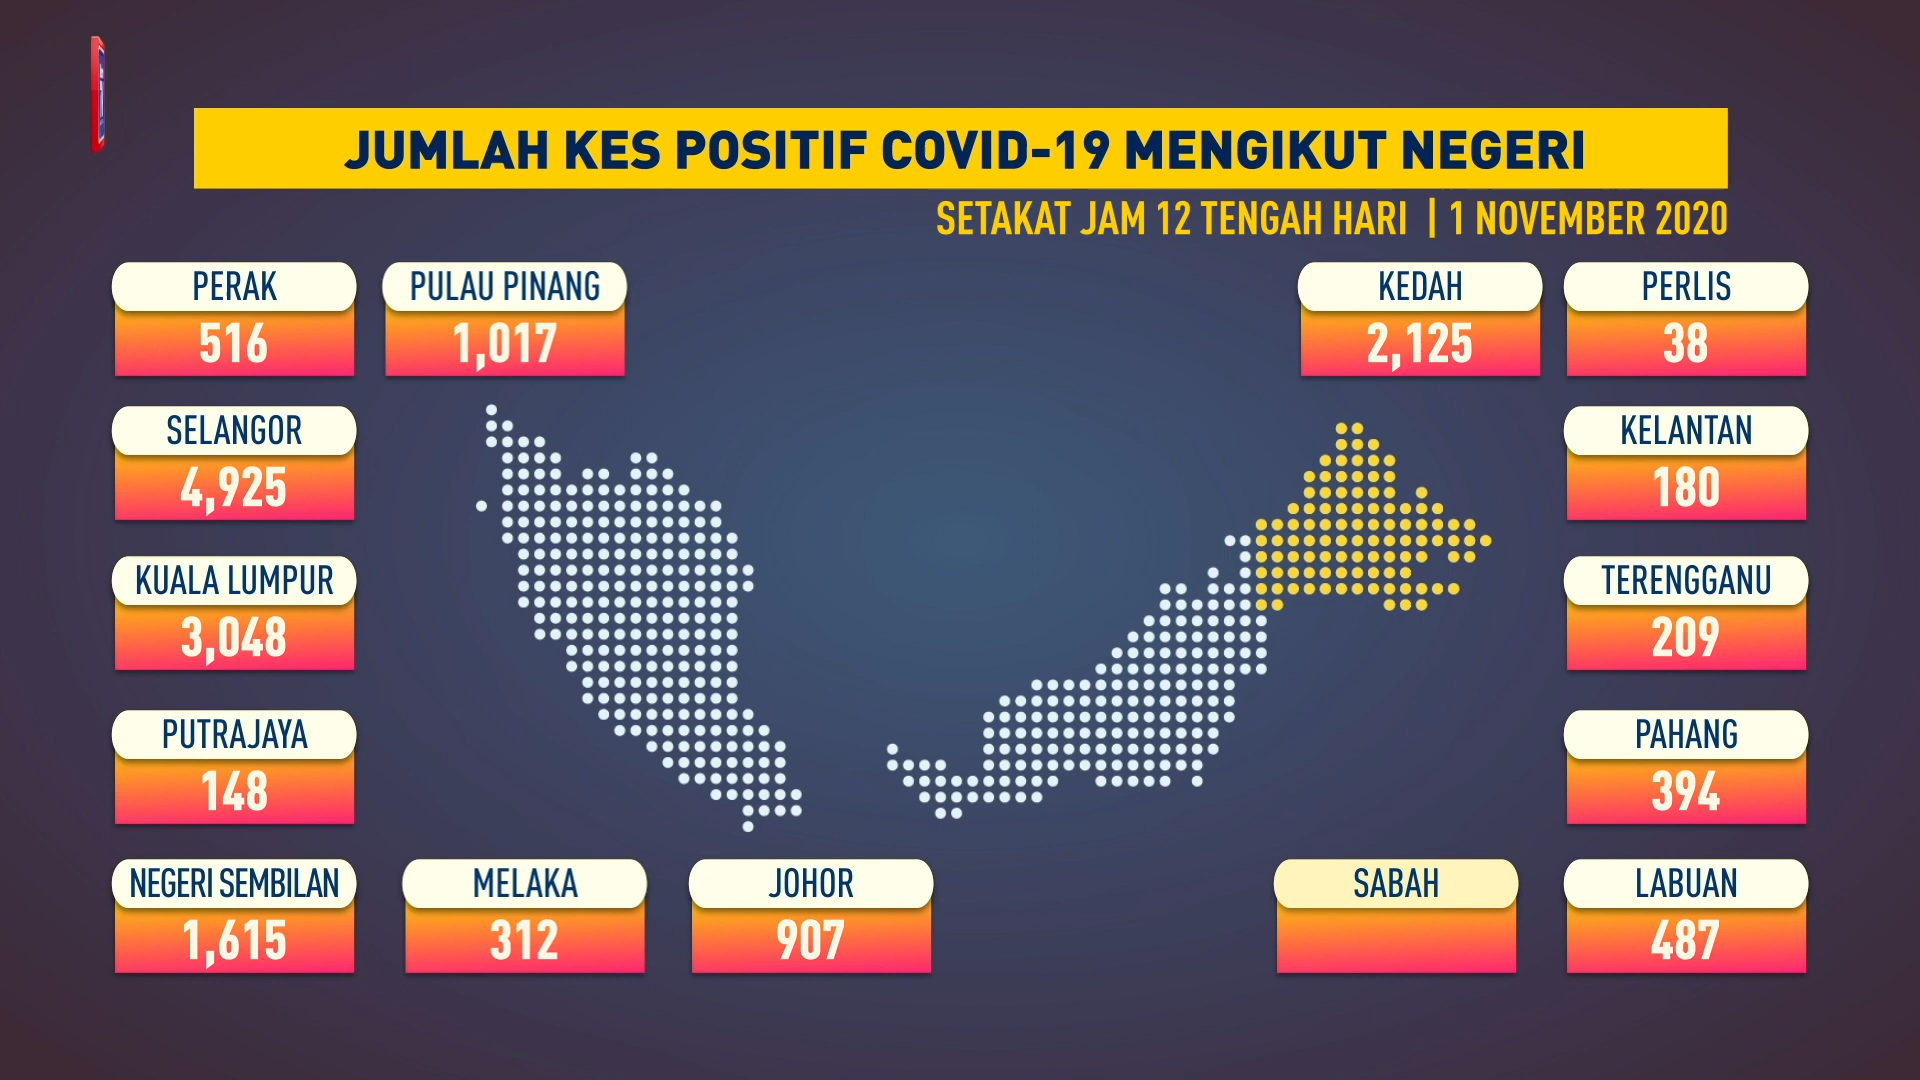 JUMLAH KES POSITIF COVID-19 MENGIKUT NEGERI
SETAKAT JAM 12 TENGAH HARI | 1 NOVEMBER 2020
PERAK
516
PULAU PINANG
1,017
KEDAH
2,125
PERLIS
38
SELANGOR
4,925
KELANTAN
180
KUALA LUMPUR
3,048
TERENGGANU
209
PUTRAJAYA
148
PAHANG
394
NEGERI SEMBILAN
1,615
MELAKA
312
JOHOR
907
SABAH
LABUAN
487